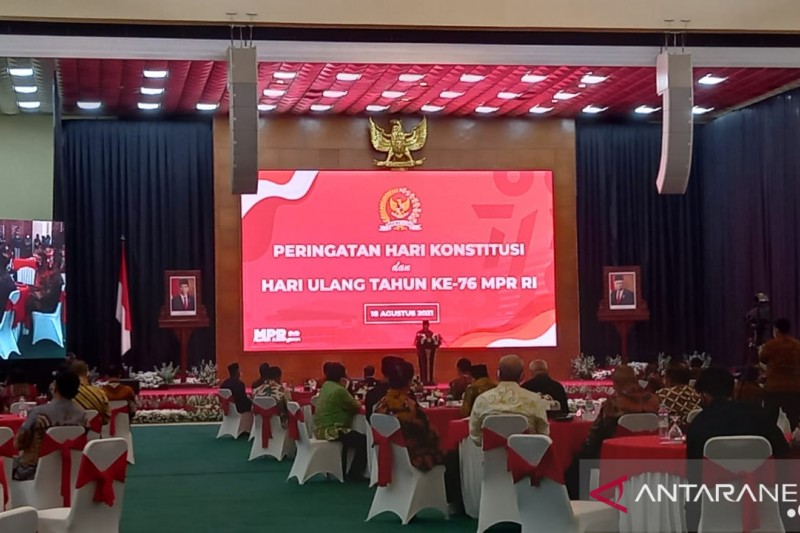 PERINGATAN HARI KONSTITUSI
dan
HARI ULANG TAHUN KE-76 MPR RI
18 AGUSTUS 2021
MPR
ANTARANE